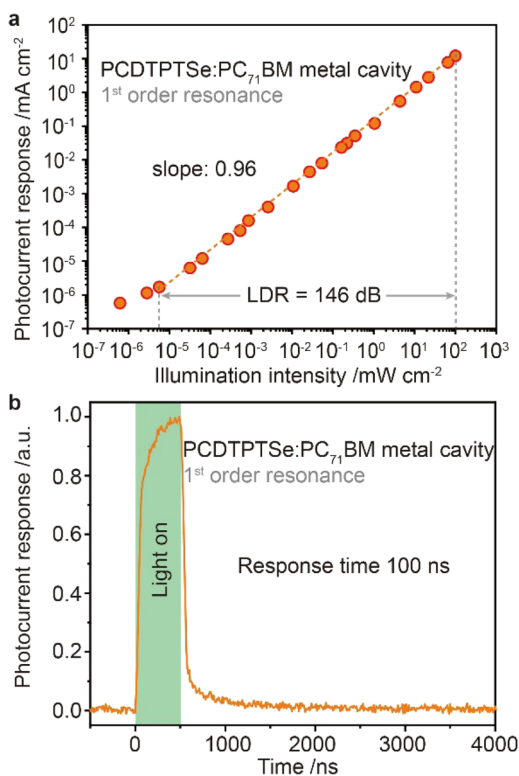 a
10²
10¹
10⁰
10⁻¹
10⁻²
10⁻³
10⁻⁴
10⁻⁵
10⁻⁶
10⁻⁷
Photocurrent response /mA cm⁻²
PCDTPTSe:PC₇₁BM metal cavity
1ˢᵗ order resonance
slope: 0.96
LDR = 146 dB
10⁻⁷ 10⁻⁶ 10⁻⁵ 10⁻⁴ 10⁻³ 10⁻² 10⁻¹ 10⁰ 10¹ 10² 10³
Illumination intensity /mW cm⁻²
b
1.0
0.8
0.6
0.4
0.2
0.0
Photocurrent response /a.u.
PCDTPTSe:PC₇₁BM metal cavity
1ˢᵗ order resonance
Light on
Response time 100 ns
0 1000 2000 3000 4000
Time /ns